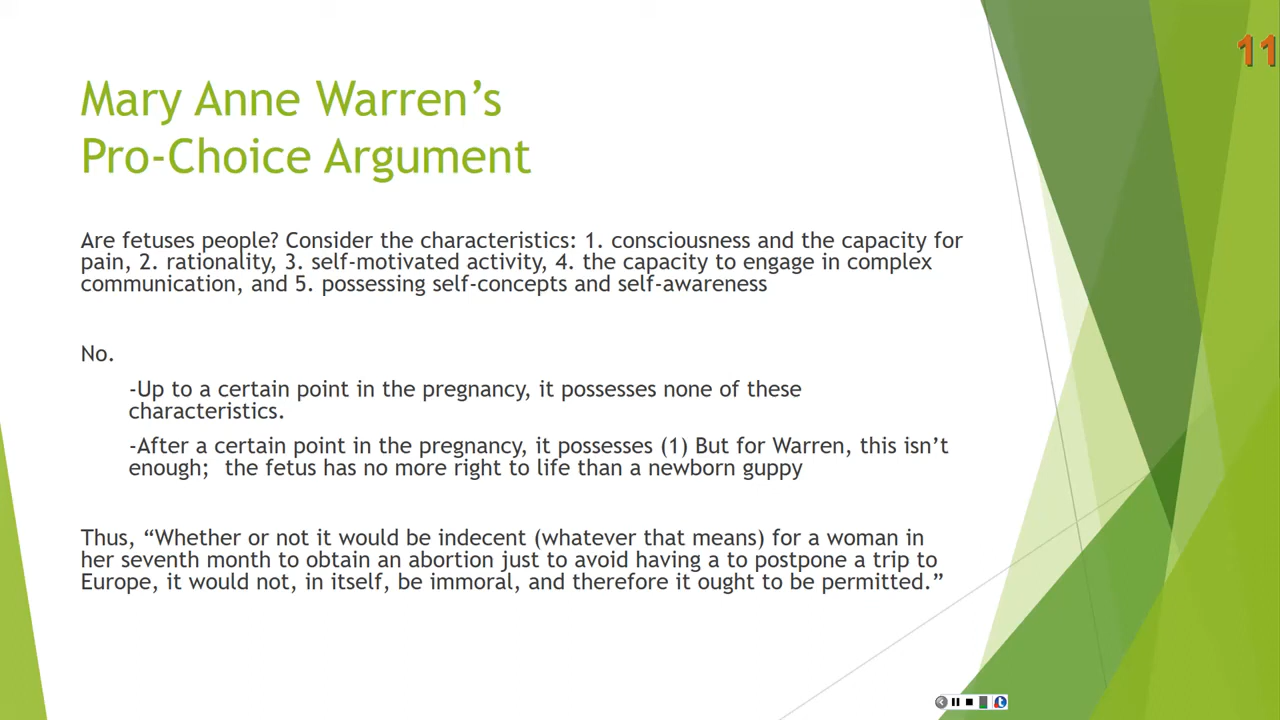 11
Mary Anne Warren’s
Pro-Choice Argument
Are fetuses people? Consider the characteristics: 1. consciousness and the capacity for
pain, 2. rationality, 3. self-motivated activity, 4. the capacity to engage in complex
communication, and 5. possessing self-concepts and self-awareness
No.
-Up to a certain point in the pregnancy, it possesses none of these
characteristics.
-After a certain point in the pregnancy, it possesses (1) But for Warren, this isn’t
enough;  the fetus has no more right to life than a newborn guppy
Thus, “Whether or not it would be indecent (whatever that means) for a woman in
her seventh month to obtain an abortion just to avoid having a to postpone a trip to
Europe, it would not, in itself, be immoral, and therefore it ought to be permitted.”